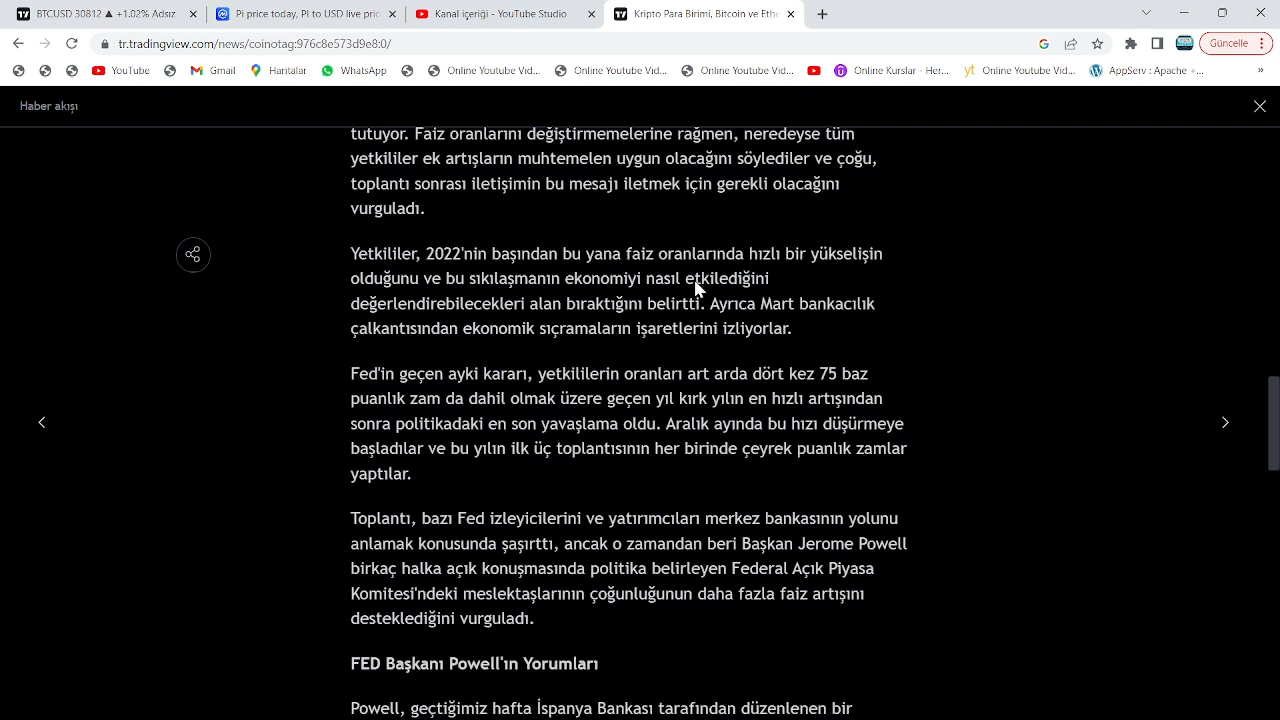 BTCUSD 30812 ▲ +1.02% Adsız
Pi price today, PI to USD live pric
Kanal içeriği - YouTube Studio
Kripto Para Birimi, Bitcoin ve Ethe
tr.tradingview.com/news/coinotag:976c8e573d9e8:0/
Güncelle
YouTube
Gmail
Haritalar
WhatsApp
Online Youtube Vid...
Online Youtube Vid...
Online Youtube Vid...
Online Kurslar - Her...
yt Online Youtube Vid...
AppServ : Apache +...
»
Haber akışı
tutuyor. Faiz oranlarını değiştirmemelerine rağmen, neredeyse tüm
yetkililer ek artışların muhtemelen uygun olacağını söylediler ve çoğu,
toplantı sonrası iletişimin bu mesajı iletmek için gerekli olacağını
vurguladı.
Yetkililer, 2022'nin başından bu yana faiz oranlarında hızlı bir yükselişin
olduğunu ve bu sıkılaşmanın ekonomiyi nasıl etkilediğini
değerlendirebilecekleri alan bıraktığını belirtti. Ayrıca Mart bankacılık
çalkantısından ekonomik sıçramaların işaretlerini izliyorlar.
Fed'in geçen ayki kararı, yetkililerin oranları art arda dört kez 75 baz
puanlık zam da dahil olmak üzere geçen yıl kırk yılın en hızlı artışından
sonra politikadaki en son yavaşlama oldu. Aralık ayında bu hızı düşürmeye
başladılar ve bu yılın ilk üç toplantısının her birinde çeyrek puanlık zamlar
yaptılar.
Toplantı, bazı Fed izleyicilerini ve yatırımcıları merkez bankasının yolunu
anlamak konusunda şaşırttı, ancak o zamandan beri Başkan Jerome Powell
birkaç halka açık konuşmasında politika belirleyen Federal Açık Piyasa
Komitesi'ndeki meslektaşlarının çoğunluğunun daha fazla faiz artışını
desteklediğini vurguladı.
FED Başkanı Powell'ın Yorumları
Powell, geçtiğimiz hafta İspanya Bankası tarafından düzenlenen bir